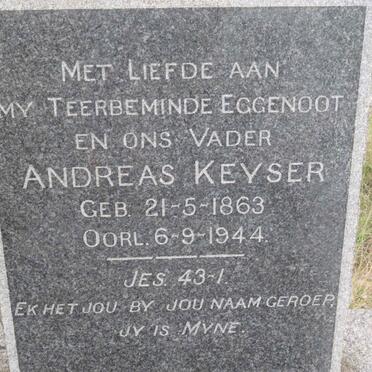 MET LIEFDE AAN
MY TEERBEMINDE EGGENOOT
EN ONS VADER
ANDREAS KEYSER
GEB. 21-5-1863
OORL. 6-9-1944.
JES. 43-1.
EK HET JOU BY JOU NAAM GEROEP,
JY IS MYNE.